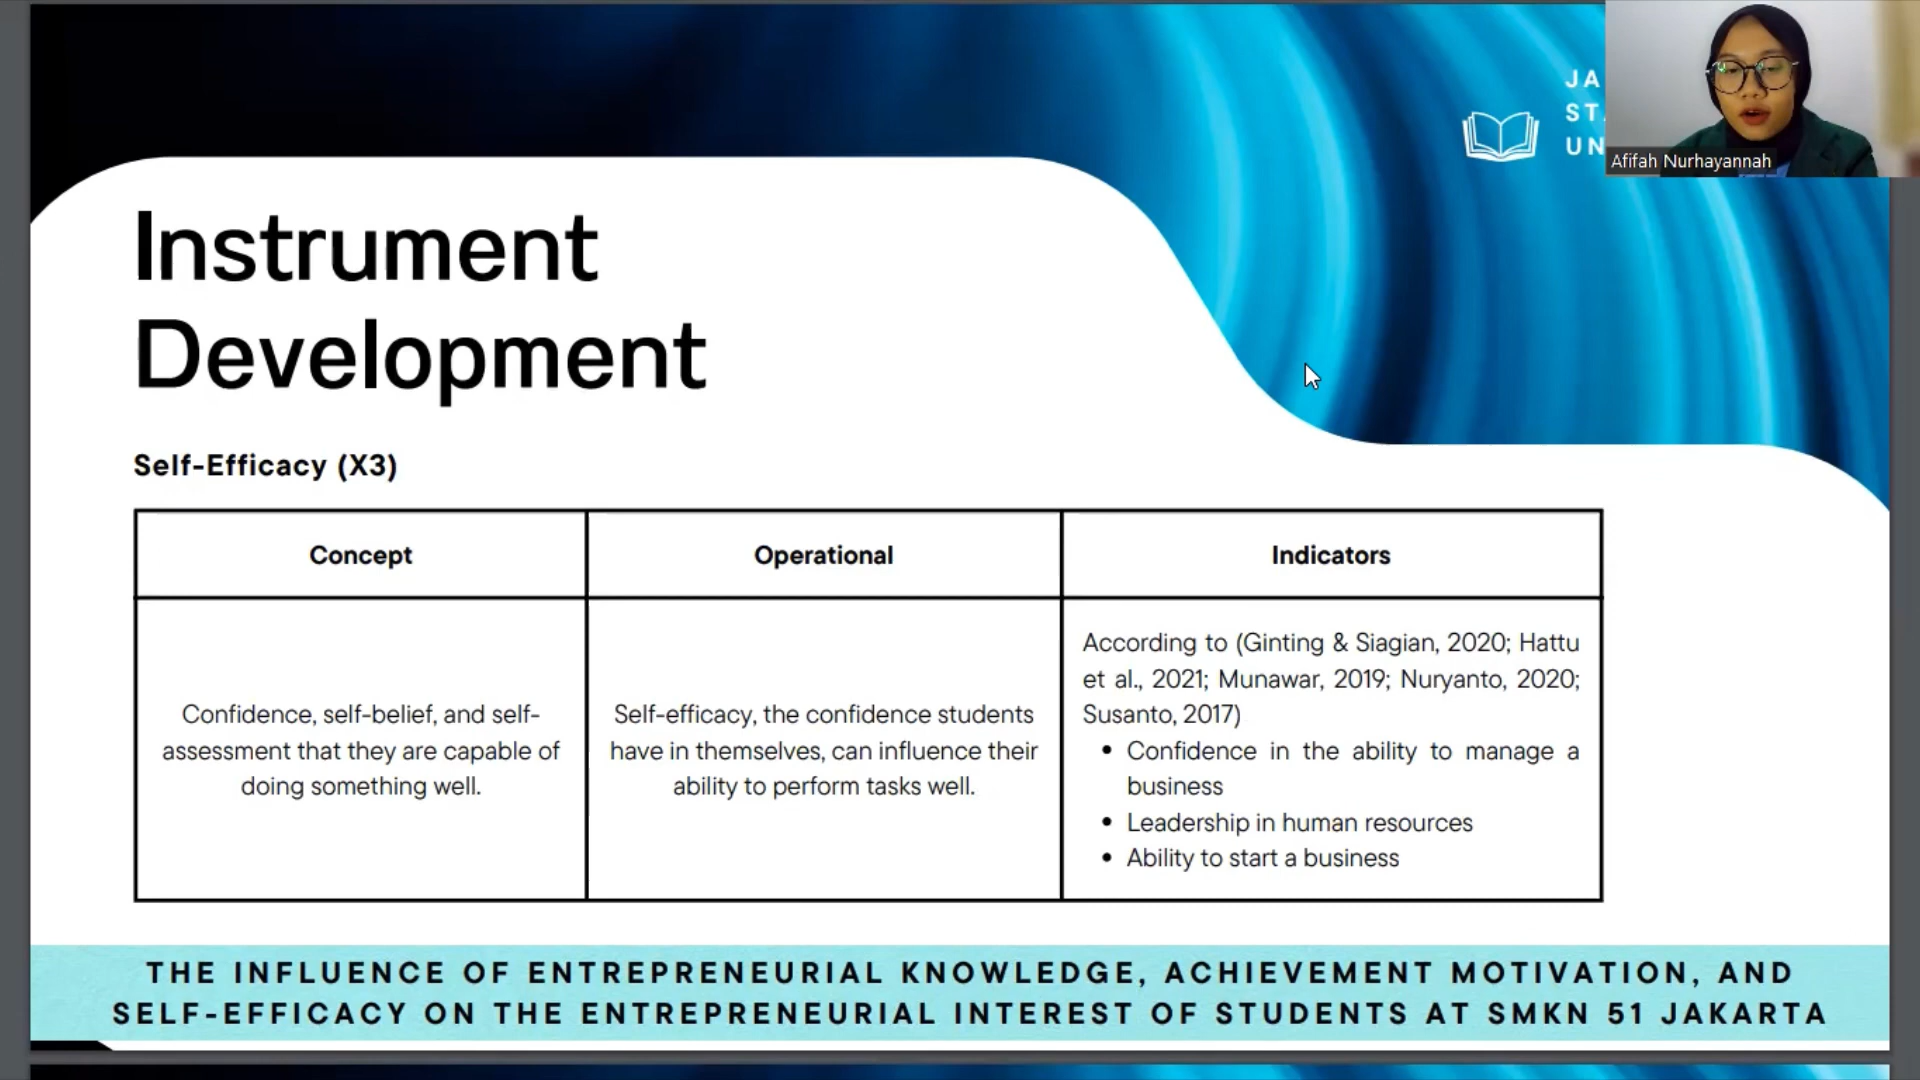 JA
ST
UN
Afifah Nurhayannah
Instrument
Development
Self-Efficacy (X3)
Concept
Operational
Indicators
Confidence, self-belief, and self-
assessment that they are capable of
doing something well.
Self-efficacy, the confidence students
have in themselves, can influence their
ability to perform tasks well.
According to (Ginting & Siagian, 2020; Hattu
et al., 2021; Munawar, 2019; Nuryanto, 2020;
Susanto, 2017)
• Confidence in the ability to manage a
business
• Leadership in human resources
• Ability to start a business
THE INFLUENCE OF ENTREPRENEURIAL KNOWLEDGE, ACHIEVEMENT MOTIVATION, AND
SELF-EFFICACY ON THE ENTREPRENEURIAL INTEREST OF STUDENTS AT SMKN 51 JAKARTA